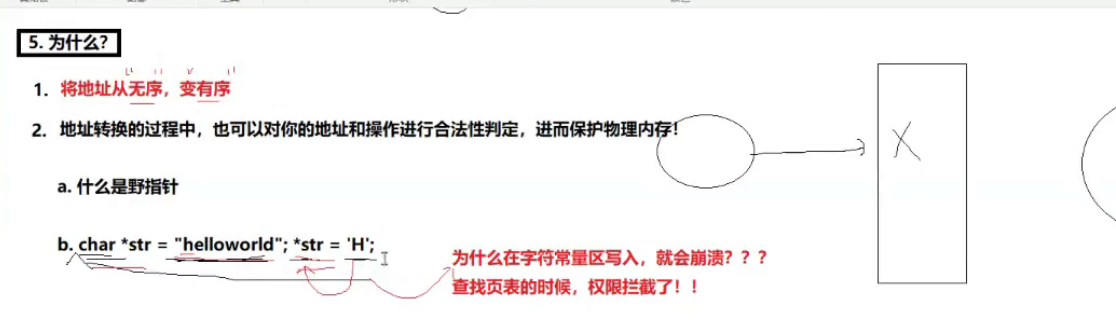 5. 为什么?
1. 将地址从无序，变有序
2. 地址转换的过程中，也可以对你的地址和操作进行合法性判定，进而保护物理内存!
a. 什么是野指针
b. char *str = "helloworld"; *str = 'H';
为什么在字符常量区写入，就会崩溃？？？
查找页表的时候，权限拦截了！！